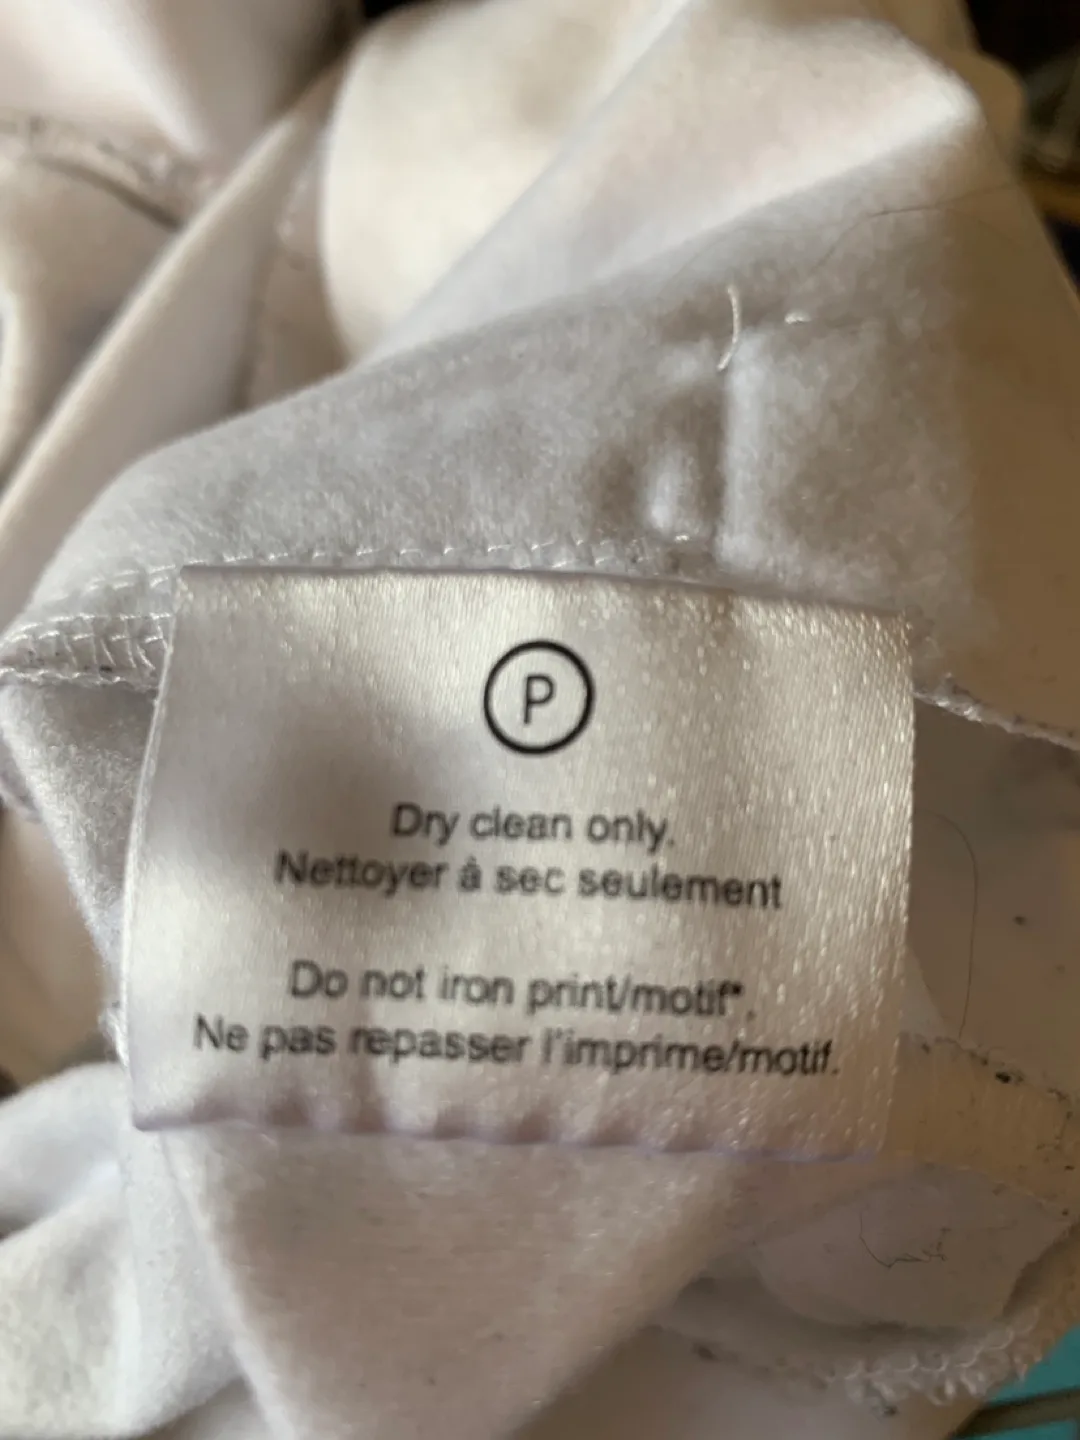 P
Dry clean only.
Nettoyer à sec seulement
Do not iron print/motif*.
Ne pas repasser l'imprime/motif.